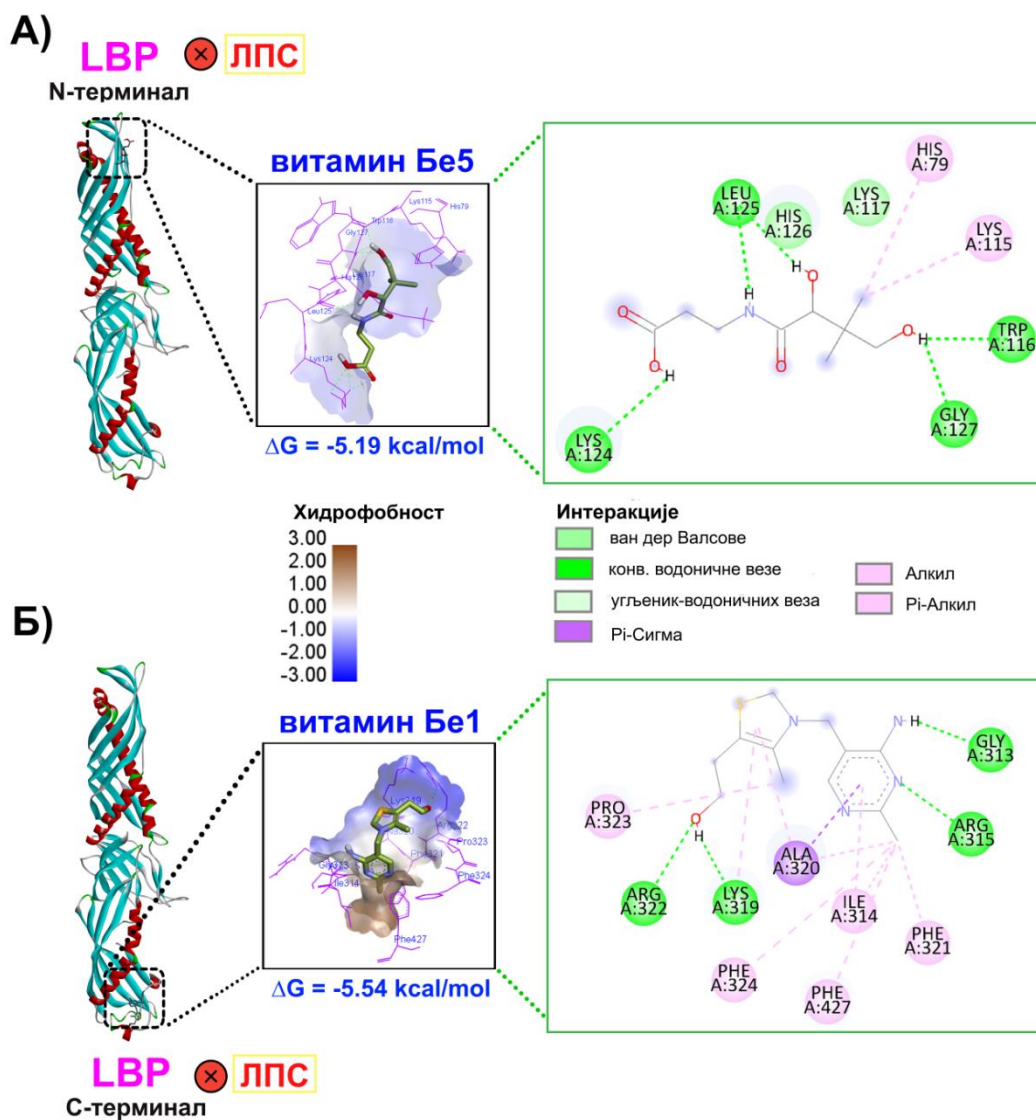 А)
LBP
ЛПС
N-терминал
витамин Бе5
Lys115
His79
Trp116
Gly127
Leu125
Lys124
ΔG = -5.19 kcal/mol
HIS
A:79
LEU
A:125
LYS
A:117
HIS
A:126
LYS
A:115
H
H
O
O
N
O
H
TRP
A:116
O
O
H
GLY
A:127
LYS
A:124
Хидрофобност
3.00
2.00
1.00
0.00
-1.00
-2.00
-3.00
Интеракције
ван дер Валсове
конв. водоничне везе
угљеник-водоничних веза
Pi-Сигма
Алкил
Pi-Алкил
Б)
витамин Бе1
Pro323
Phe324
Ile314
Phe427
ΔG = -5.54 kcal/mol
S
N
N
H
GLY
A:313
N
N
PRO
A:323
O
H
ARG
A:315
ALA
A:320
ARG
A:322
LYS
A:319
ILE
A:314
PHE
A:321
PHE
A:324
PHE
A:427
LBP
ЛПС
С-терминал